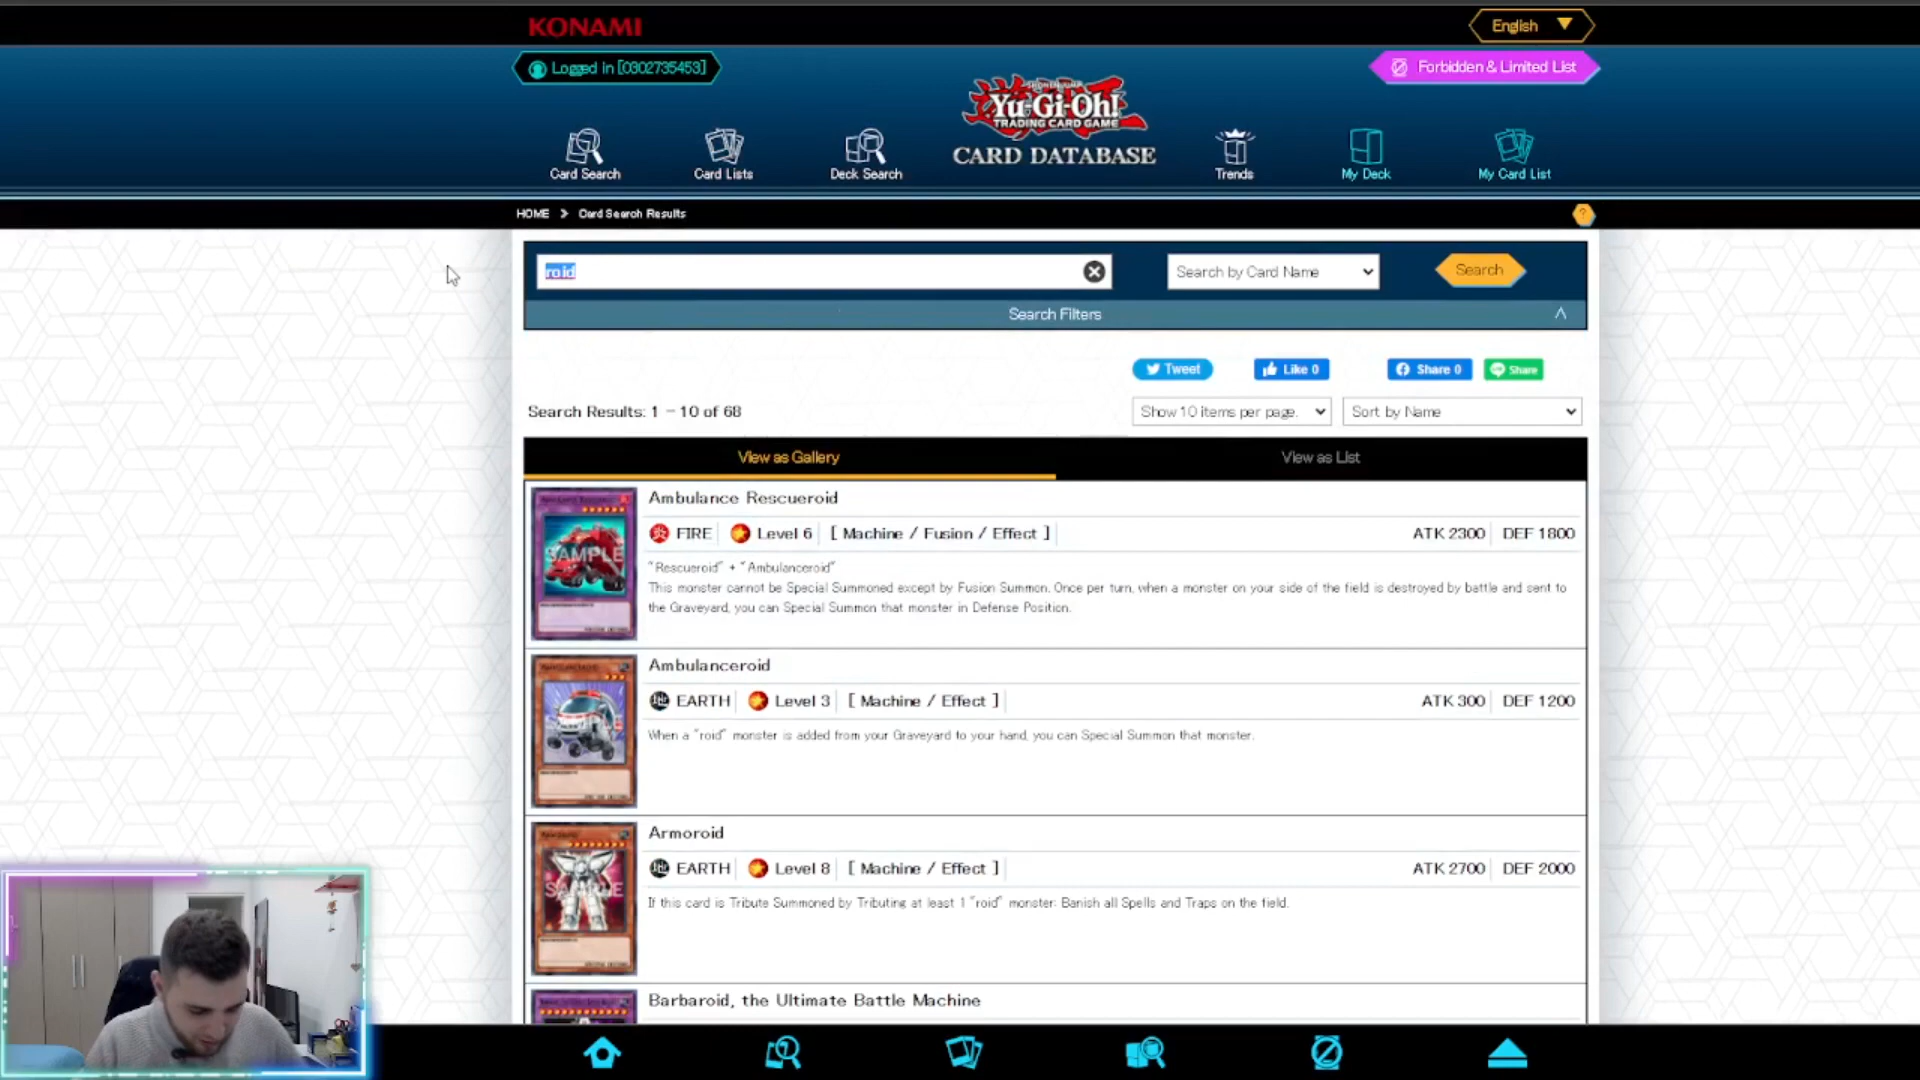 KONAMI
English
Logged in [0302735453]
Forbidden & Limited List
Yu-Gi-Oh!
TRADING CARD GAME
CARD DATABASE
Card Search
Card Lists
Deck Search
Trends
My Deck
My Card List
HOME > Card Search Results
?
roid
Search by Card Name
Search
Search Filters
Tweet
Like 0
Share 0
Share
Search Results: 1 - 10 of 68
Show 10 items per page.
Sort by Name
View as Gallery
View as List
Ambulance Rescueroid
炎 FIRE Level 6 [ Machine / Fusion / Effect ] ATK 2300 DEF 1800
"Rescueroid" + "Ambulanceroid"
This monster cannot be Special Summoned except by Fusion Summon. Once per turn, when a monster on your side of the field is destroyed by battle and sent to
the Graveyard, you can Special Summon that monster in Defense Position.
SAMPLE
Ambulanceroid
地 EARTH Level 3 [ Machine / Effect ] ATK 300 DEF 1200
When a "roid" monster is added from your Graveyard to your hand, you can Special Summon that monster.
SAMPLE
Armoroid
地 EARTH Level 8 [ Machine / Effect ] ATK 2700 DEF 2000
If this card is Tribute Summoned by Tributing at least 1 "roid" monster: Banish all Spells and Traps on the field.
SAMPLE
Barbaroid, the Ultimate Battle Machine